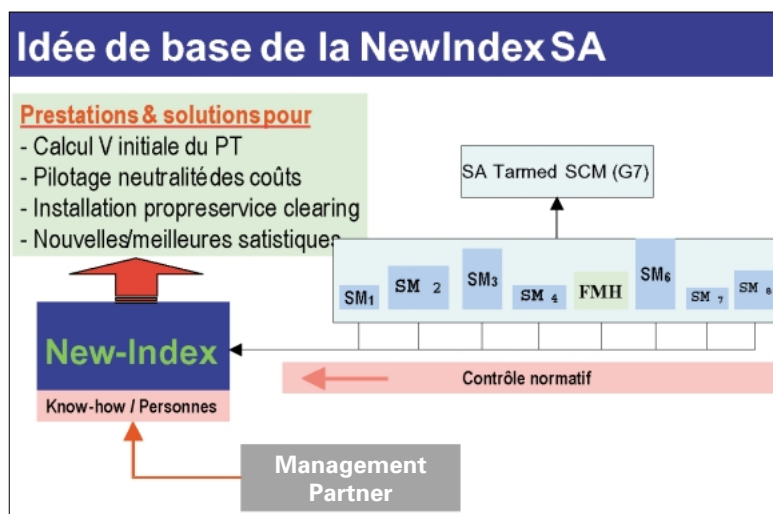 Idée de base de la NewIndex SA
Prestations & solutions pour
- Calcul V initiale du PT
- Pilotage neutralité des coûts
- Installation propreservice clearing
- Nouvelles/meilleures satistiques
SA Tarmed SCM (G7)
SM1
SM 2
SM3
SM 4
FMH
SM6
SM 7
SM 8
New-Index
Know-how / Personnes
Contrôle normatif
Management
Partner